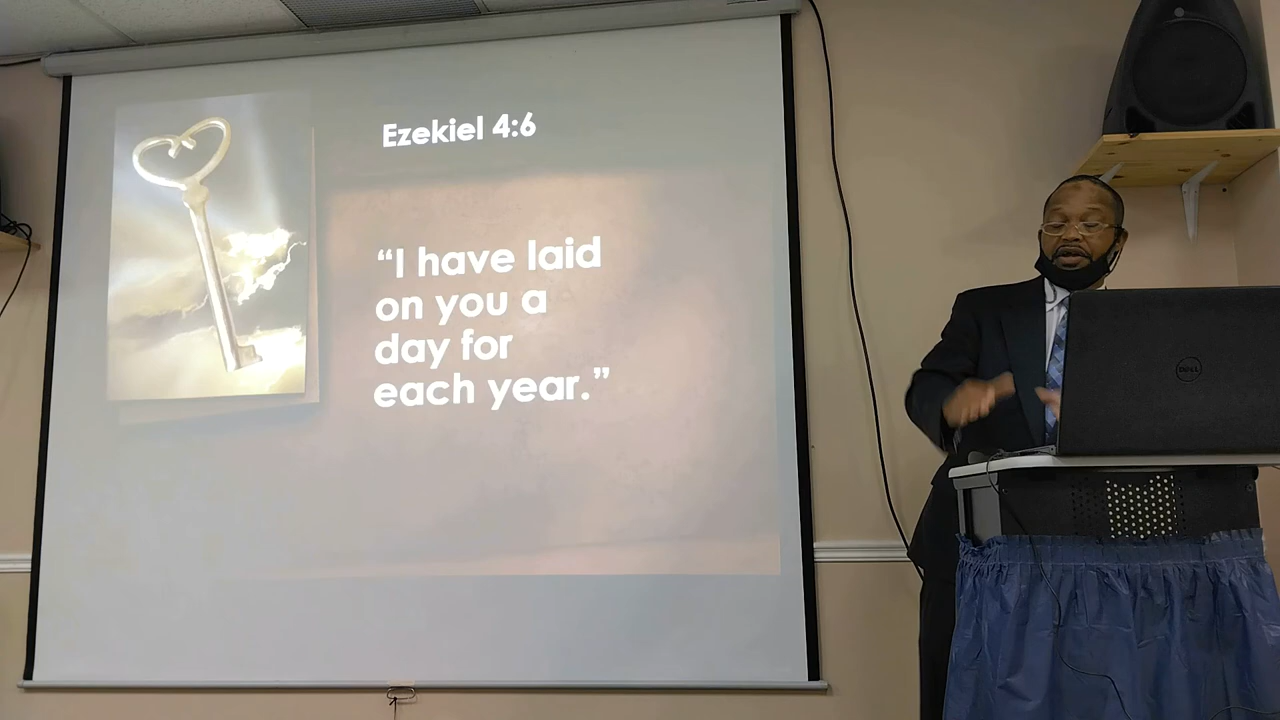 Ezekiel 4:6
“I have laid
on you a
day for
each year.”
DELL